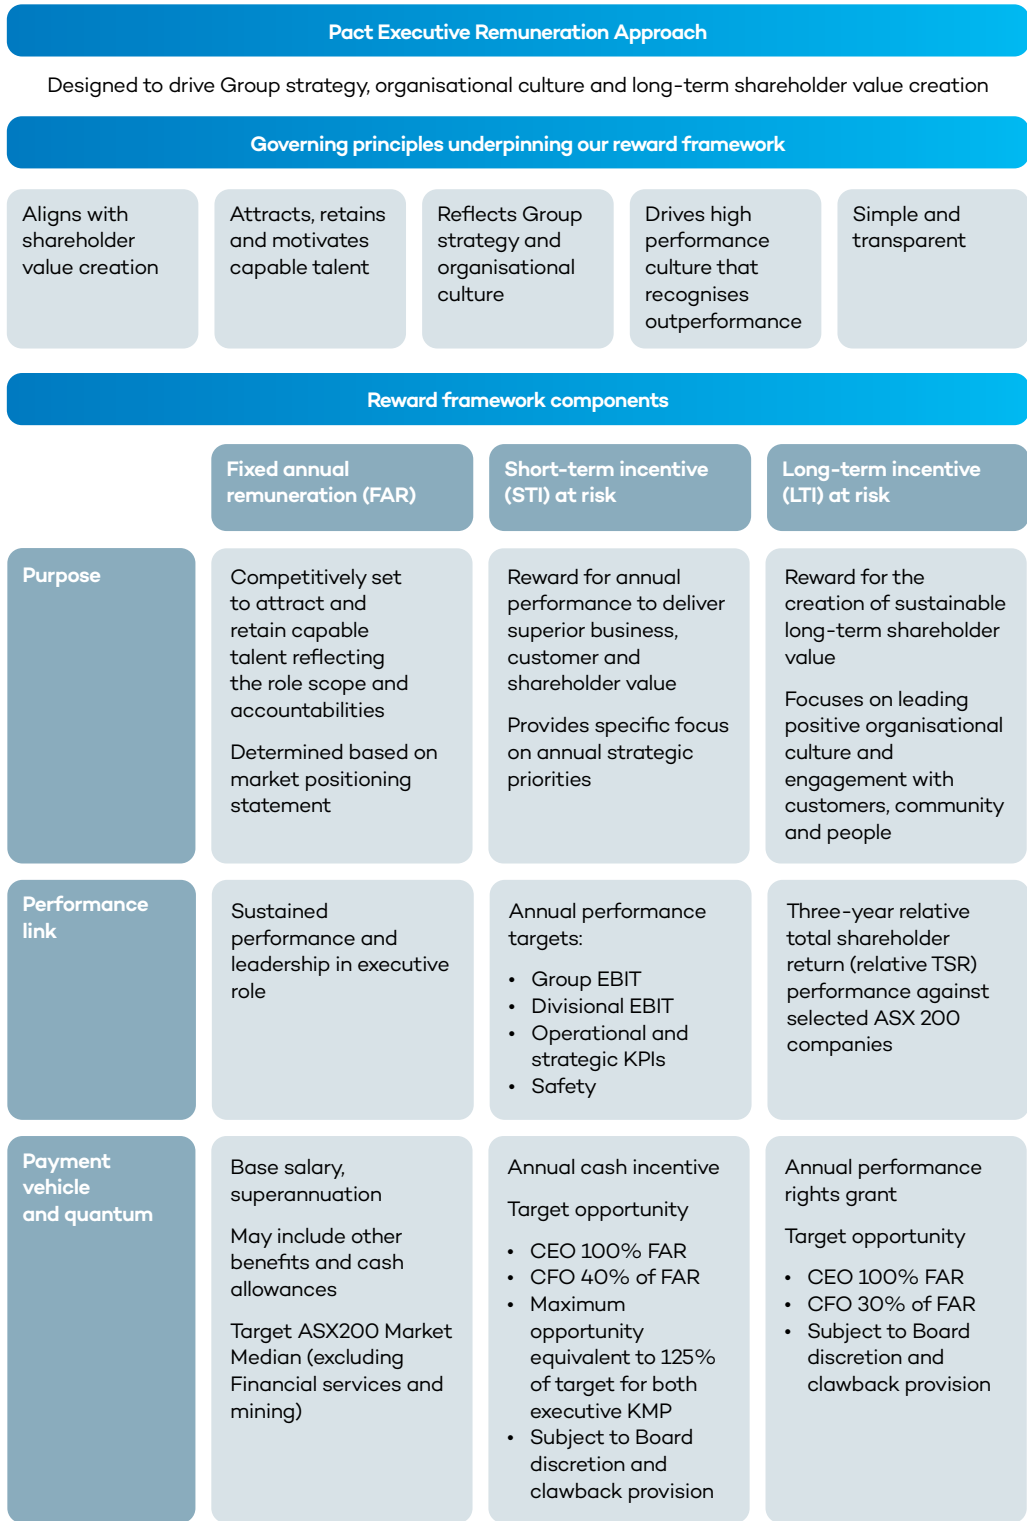 Pact Executive Remuneration Approach
Designed to drive Group strategy, organisational culture and long-term shareholder value creation
Governing principles underpinning our reward framework
Aligns with
shareholder
value creation
Attracts, retains
and motivates
capable talent
Reflects Group
strategy and
organisational
culture
Drives high
performance
culture that
recognises
outperformance
Simple and
transparent
Reward framework components
Fixed annual
remuneration (FAR)
Short-term incentive
(STI) at risk
Long-term incentive
(LTI) at risk
Purpose
Competitively set
to attract and
retain capable
talent reflecting
the role scope and
accountabilities
Determined based on
market positioning
statement
Reward for annual
performance to deliver
superior business,
customer and
shareholder value
Provides specific focus
on annual strategic
priorities
Reward for the
creation of sustainable
long-term shareholder
value
Focuses on leading
positive organisational
culture and
engagement with
customers, community
and people
Performance
link
Sustained
performance and
leadership in executive
role
Annual performance
targets:
• Group EBIT
• Divisional EBIT
• Operational and
strategic KPIs
• Safety
Three-year relative
total shareholder
return (relative TSR)
performance against
selected ASX 200
companies
Payment
vehicle
and quantum
Base salary,
superannuation
May include other
benefits and cash
allowances
Target ASX200 Market
Median (excluding
Financial services and
mining)
Annual cash incentive
Target opportunity
• CEO 100% FAR
• CFO 40% of FAR
• Maximum
opportunity
equivalent to 125%
of target for both
executive KMP
• Subject to Board
discretion and
clawback provision
Annual performance
rights grant
Target opportunity
• CEO 100% FAR
• CFO 30% of FAR
• Subject to Board
discretion and
clawback provision